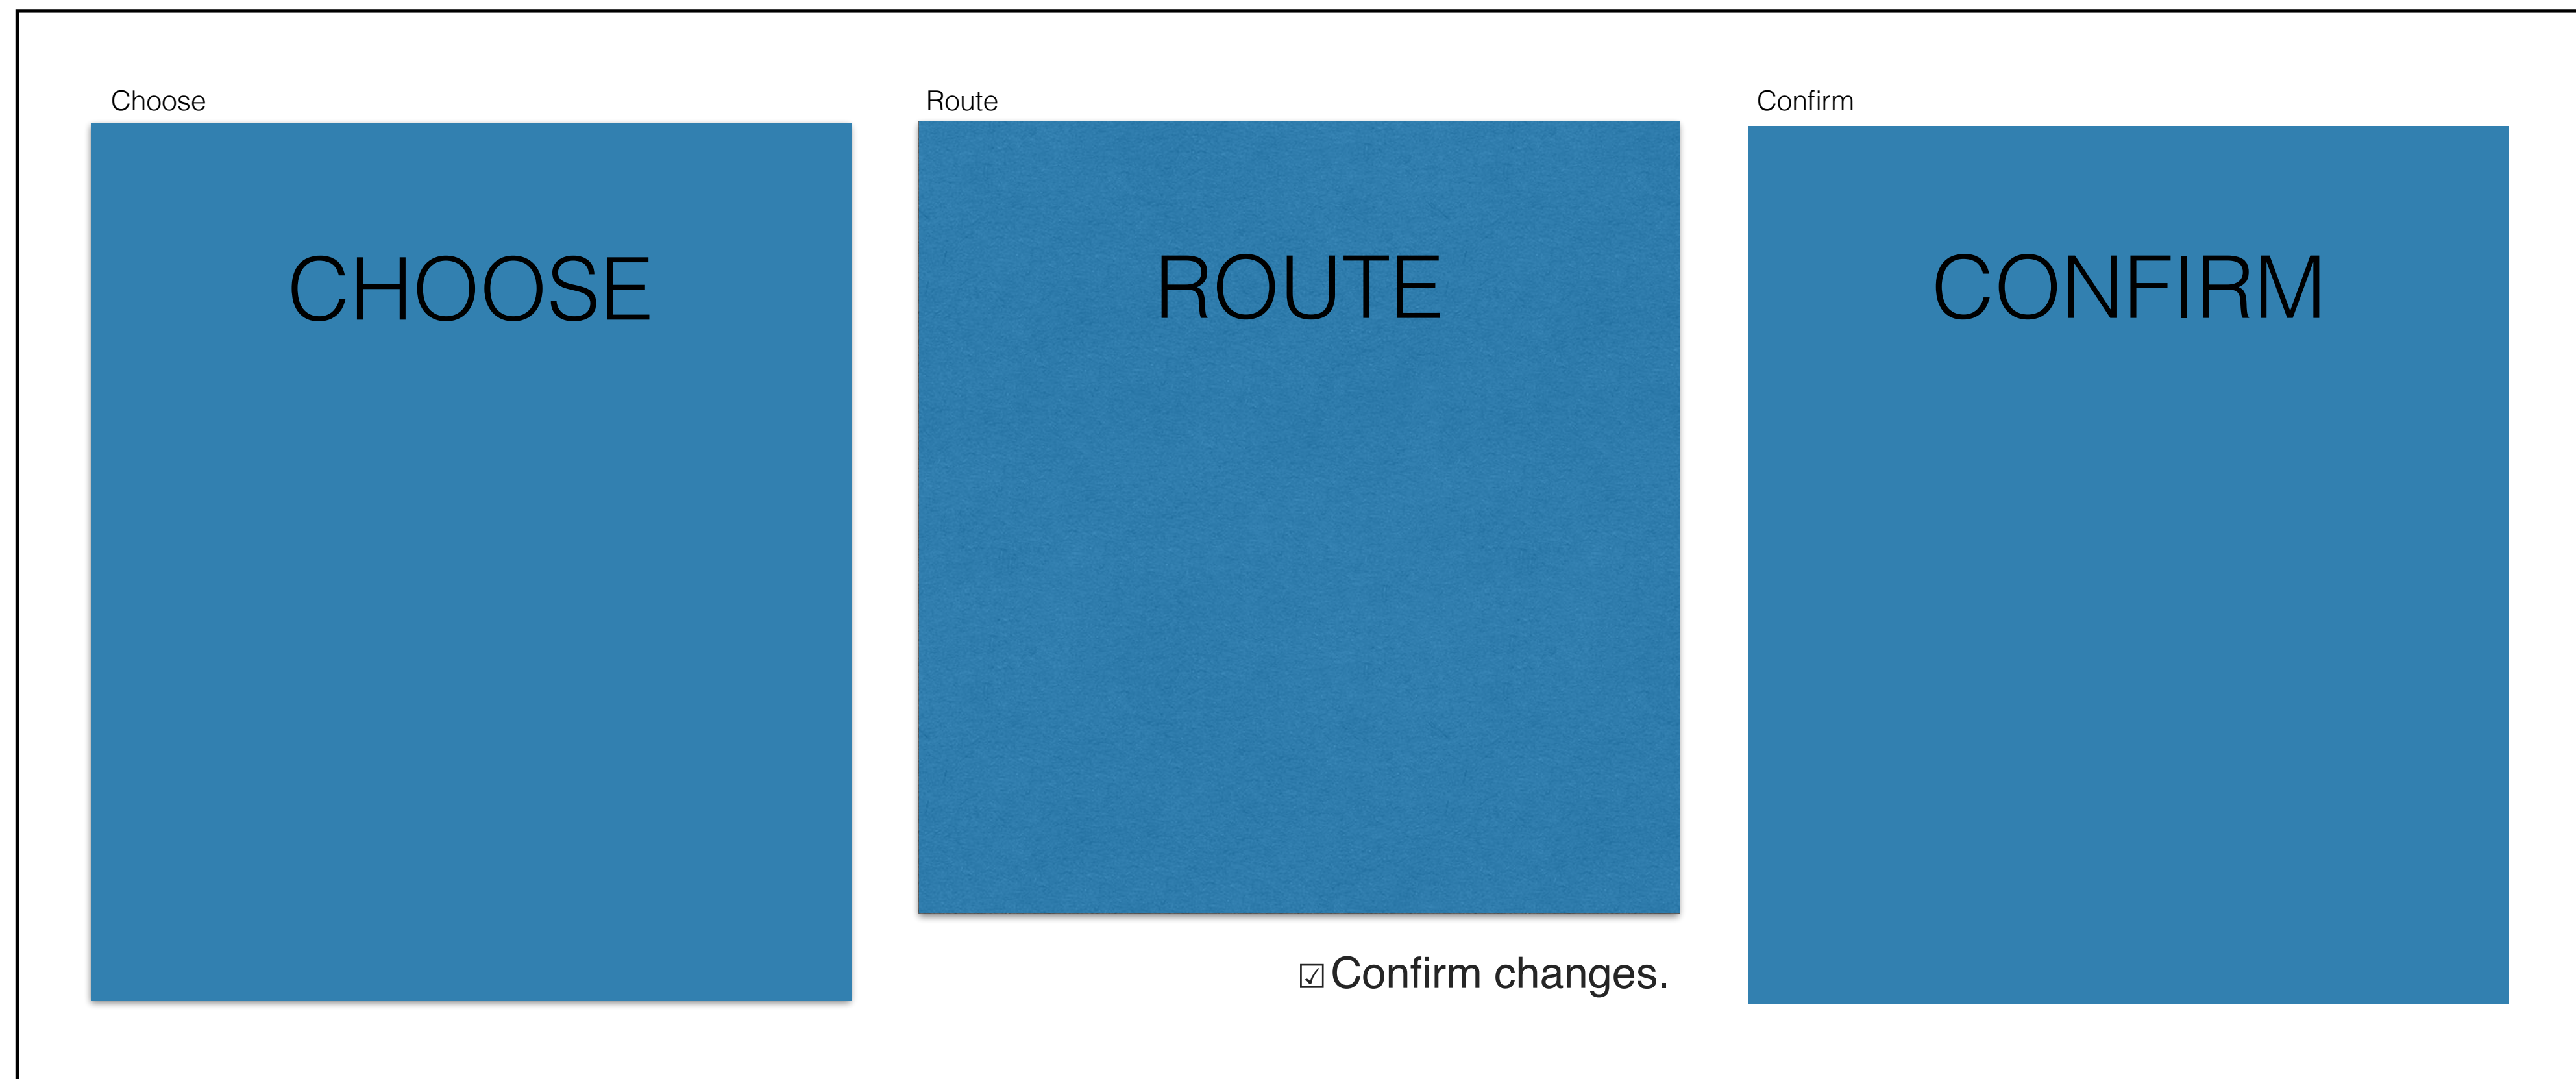 Choose
CHOOSE
Route
ROUTE
☑ Confirm changes.
Confirm
CONFIRM